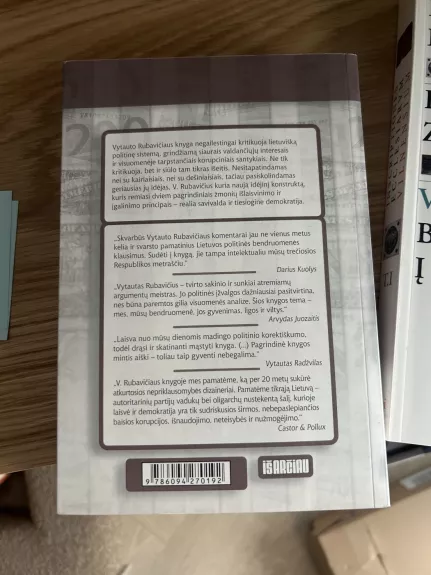 Vytauto Rubavičiaus knyga negailestingai kritikuoja lietuvišką
politinę sistemą, grindžiamą siaurais valdančiųjų interesais
ir visuomenėje tarpstančiais korupciniais santykiais. Ne tik
kritikuoja, bet ir siūlo tam tikras išeitis. Nesitapatindamas
nei su kairiaisiais, nei su dešiniaisiais, tačiau pasiskolindamas
geriausias jų idėjas, V. Rubavičius kuria naują idėjinį konstruktą,
kuris remiasi dviem pagrindiniais žmonių išlaisvinimo ir
įgalinimo principais – realia savivalda ir tiesiogine demokratija.
„Skvarbūs Vytauto Rubavičiaus komentarai jau ne vienus metus
kelia ir svarsto pamatinius Lietuvos politinės bendruomenės
klausimus. Sudėti į knygą, jie tampa intelektualiu mūsų trečiosios
Respublikos metraščiu."
Darius Kuolys
„Vytautas Rubavičius – tvirto sakinio ir sunkiai atremiamų
argumentų meistras. Jo politinės įžvalgos dažniausiai pasitvirtina,
nes būna paremtos gilia visuomenės analize. Šios knygos tema –
mes, mūsų bendruomenė, jos gyvenimas, ligos ir viltys."
Arvydas Juozaitis
„Laisva nuo mūsų dienomis madingo politinio korektiškumo,
todėl drąsi ir skatinanti mąstyti knyga. (...) Pagrindinė knygos
mintis aiški – toliau taip gyventi nebegalima."
Vytautas Radžvilas
„V. Rubavičiaus knygoje mes pamatėme, ką per 20 metų sukūrė
atkurtosios nepriklausomybės dizaineriai. Pamatėme tikrąją Lietuvą –
autoritarinių partijų vadukų bei oligarchų nustekentą šalį, kurioje
laisvė ir demokratija yra tik sudriskusios širmos, nebepaslepiančios
baisios korupcijos, išnaudojimo, neteisybės ir nužmogėjimo."
Castor & Pollux
9 786094 270192
IŠ ARČIAU